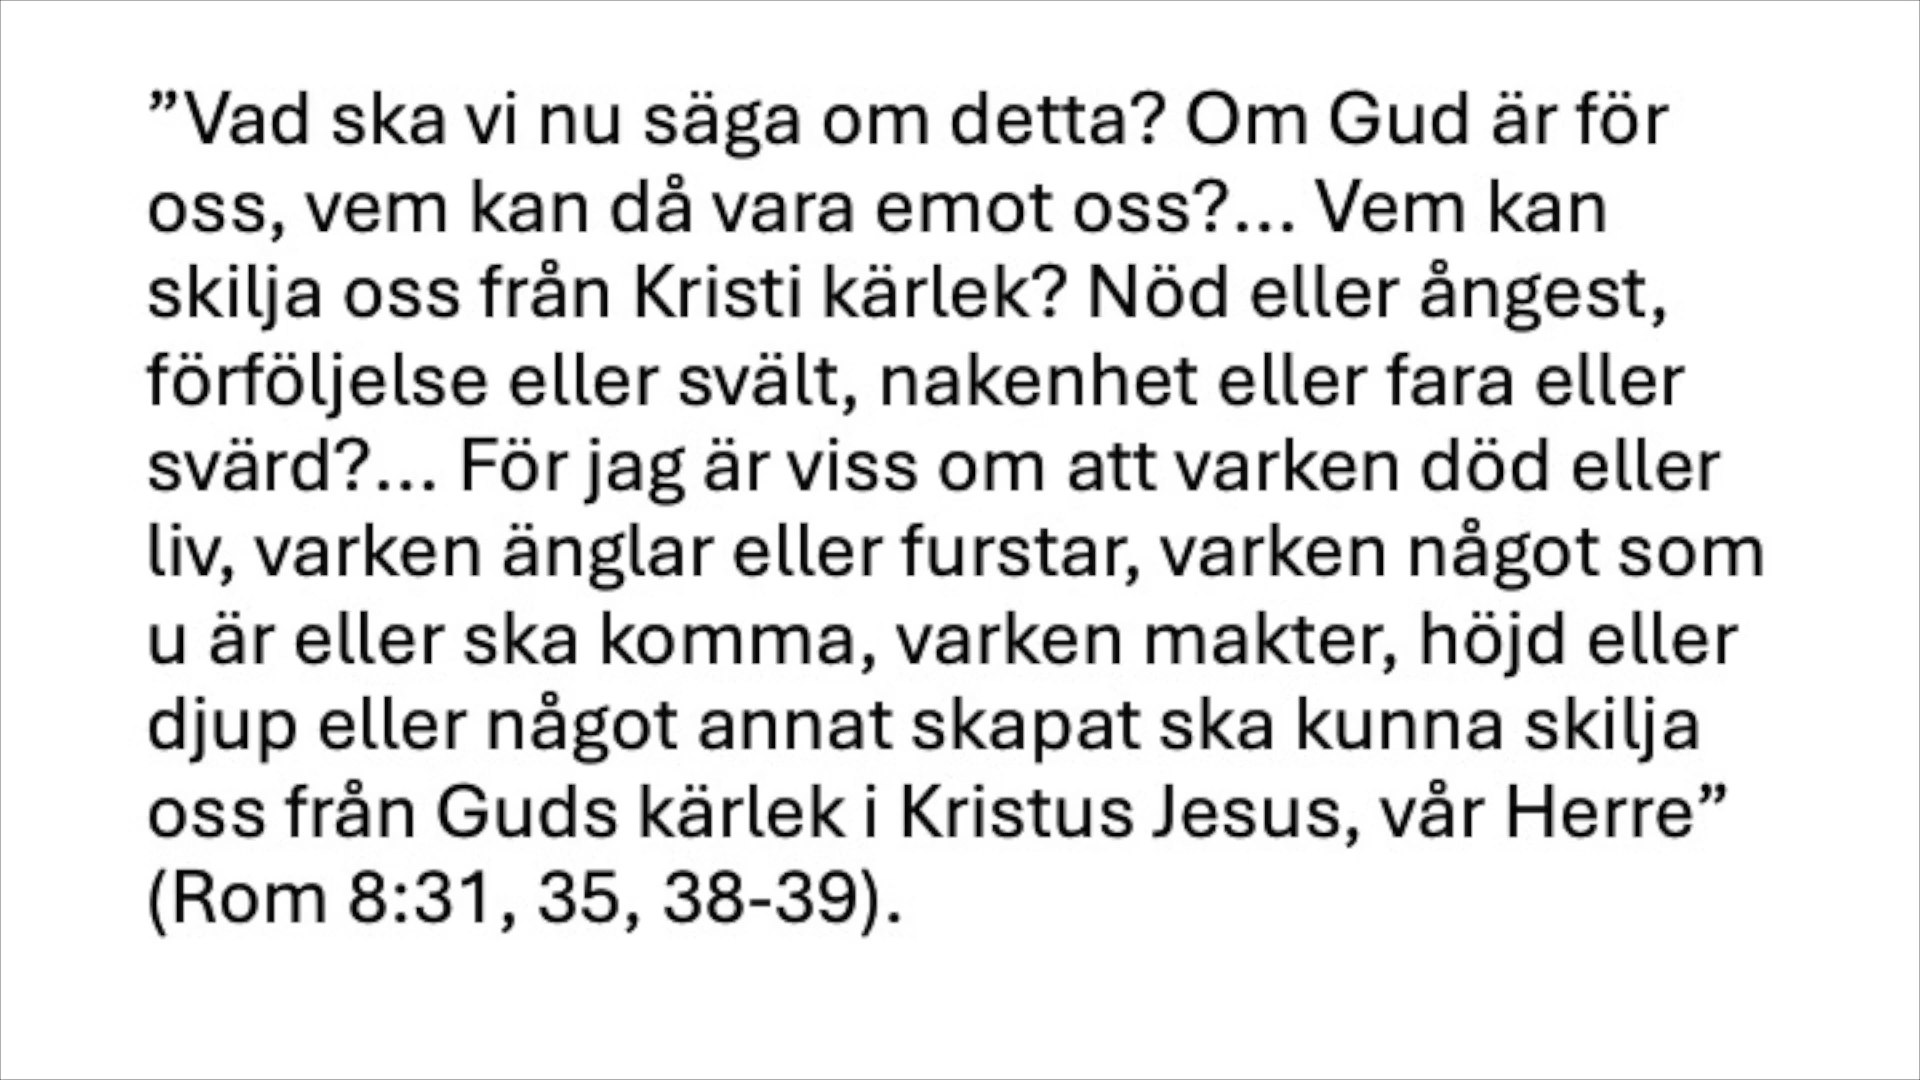 ”Vad ska vi nu säga om detta? Om Gud är för
oss, vem kan då vara emot oss?... Vem kan
skilja oss från Kristi kärlek? Nöd eller ångest,
förföljelse eller svält, nakenhet eller fara eller
svärd?... För jag är viss om att varken död eller
liv, varken änglar eller furstar, varken något som
u är eller ska komma, varken makter, höjd eller
djup eller något annat skapat ska kunna skilja
oss från Guds kärlek i Kristus Jesus, vår Herre”
(Rom 8:31, 35, 38-39).